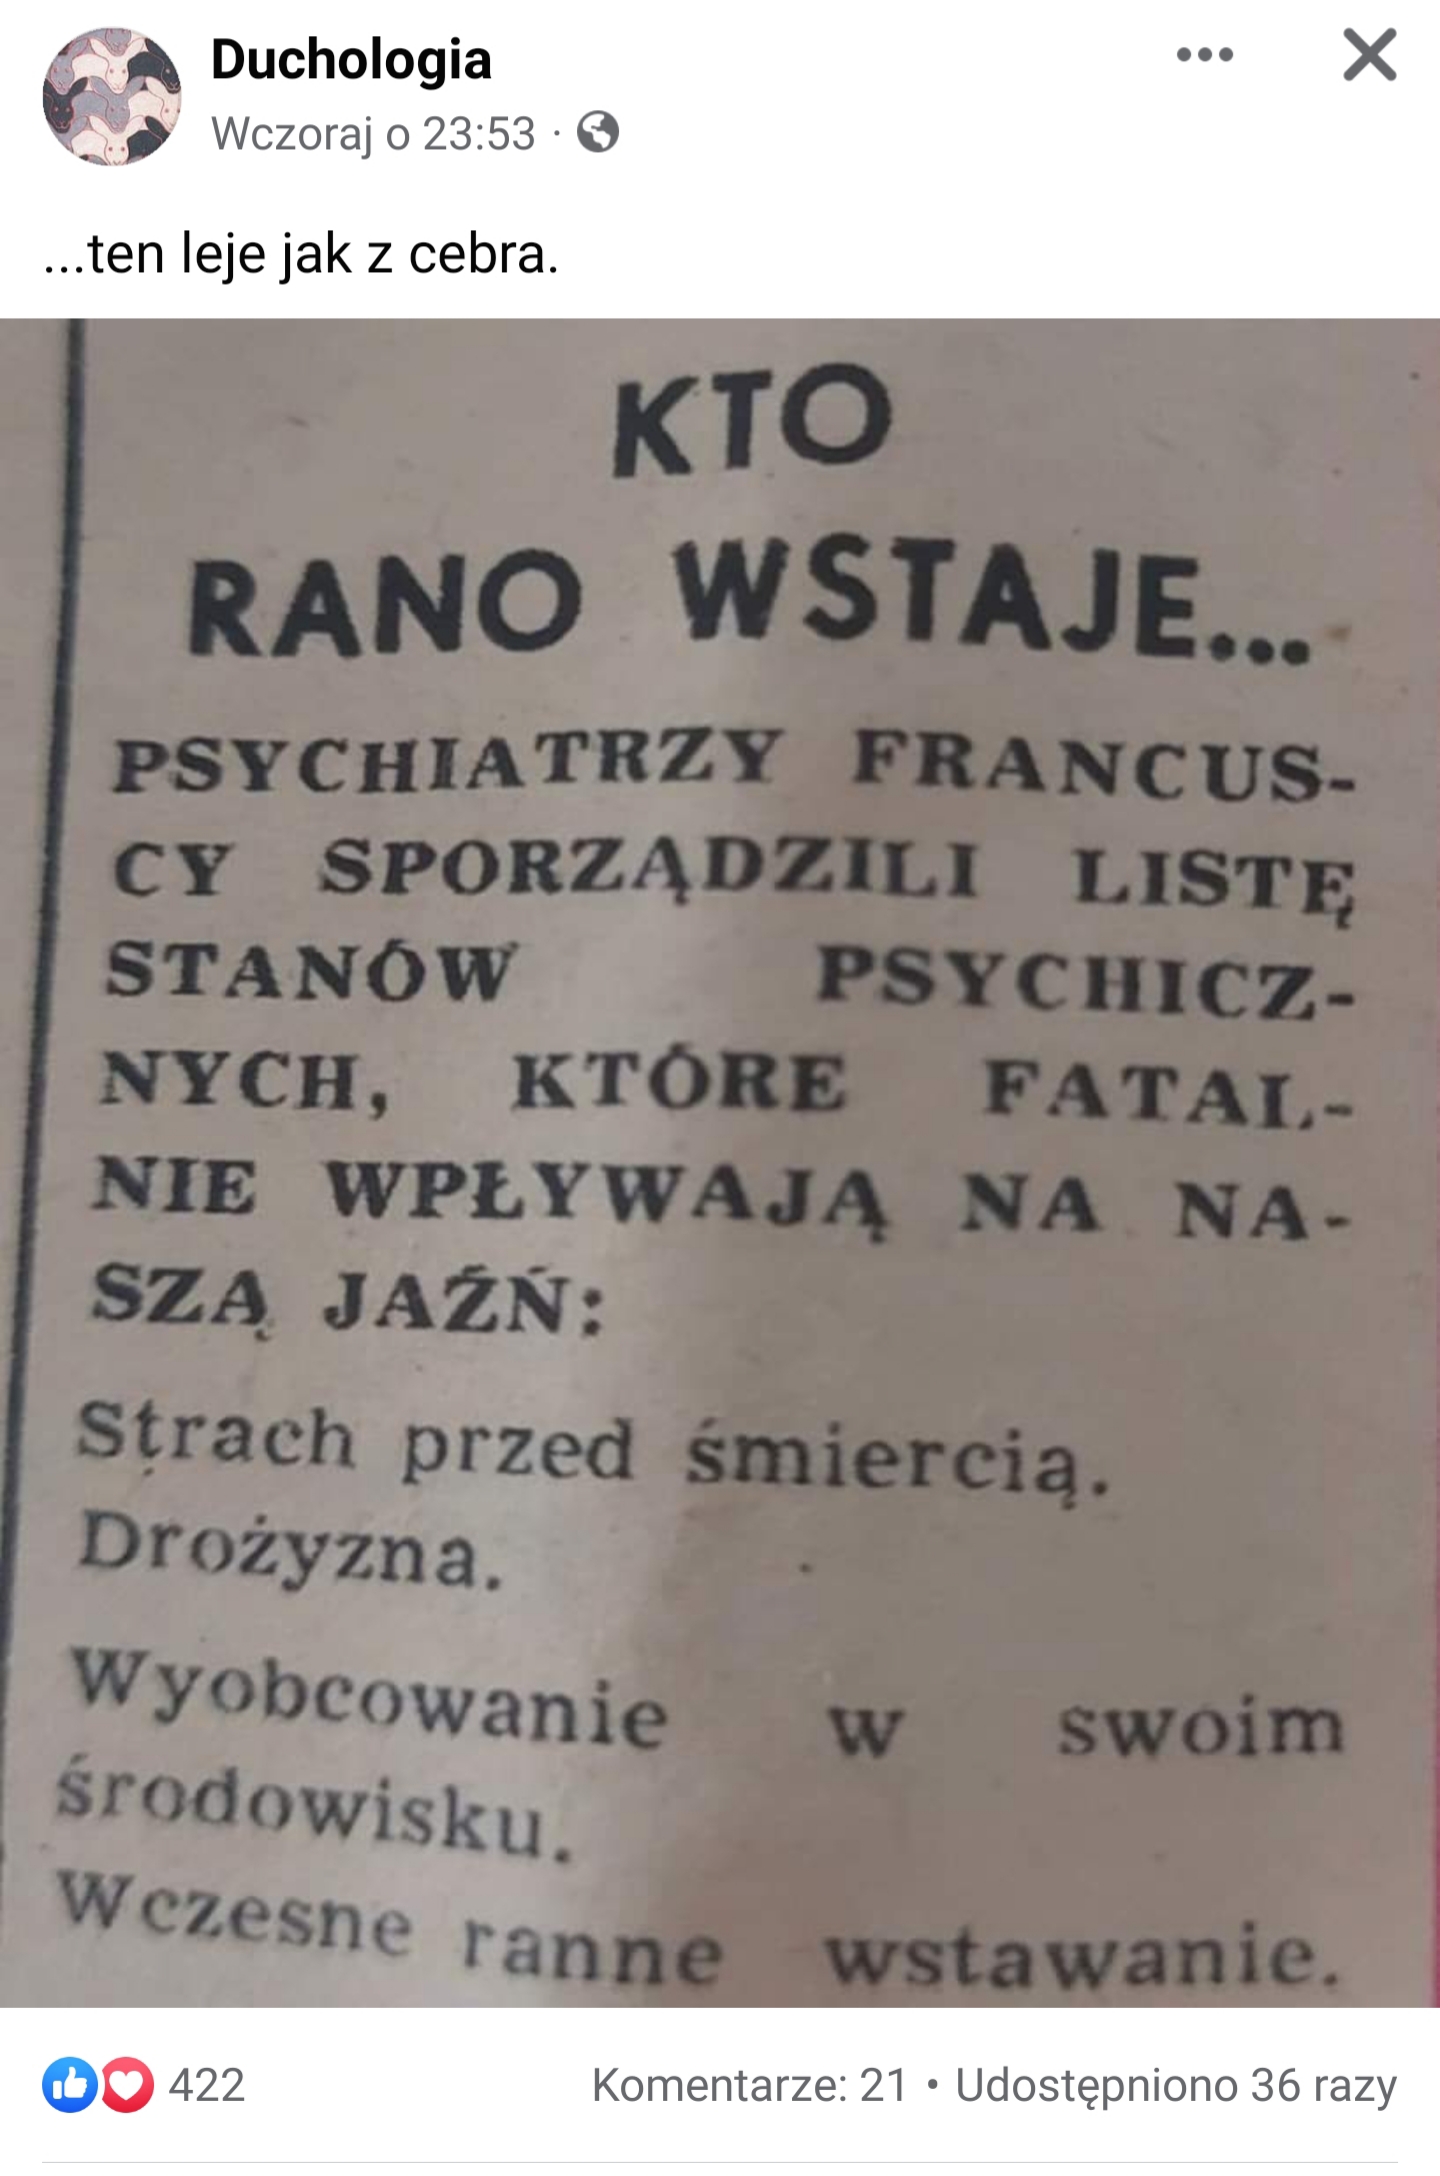 Duchologia
Wczoraj o 23:53 ·
...ten leje jak z cebra.
KTO
RANO WSTAJE...
PSYCHIATRZY FRANCUS-
CY SPORZĄDZILI LISTĘ
STANÓW PSYCHICZ-
NYCH, KTÓRE FATAL-
NIE WPŁYWAJĄ NA NA-
SZĄ JAŹŃ:
Strach przed śmiercią.
Drożyzna.
Wyobcowanie w swoim
środowisku.
Wczesne ranne wstawanie.
422
Komentarze: 21 • Udostępniono 36 razy